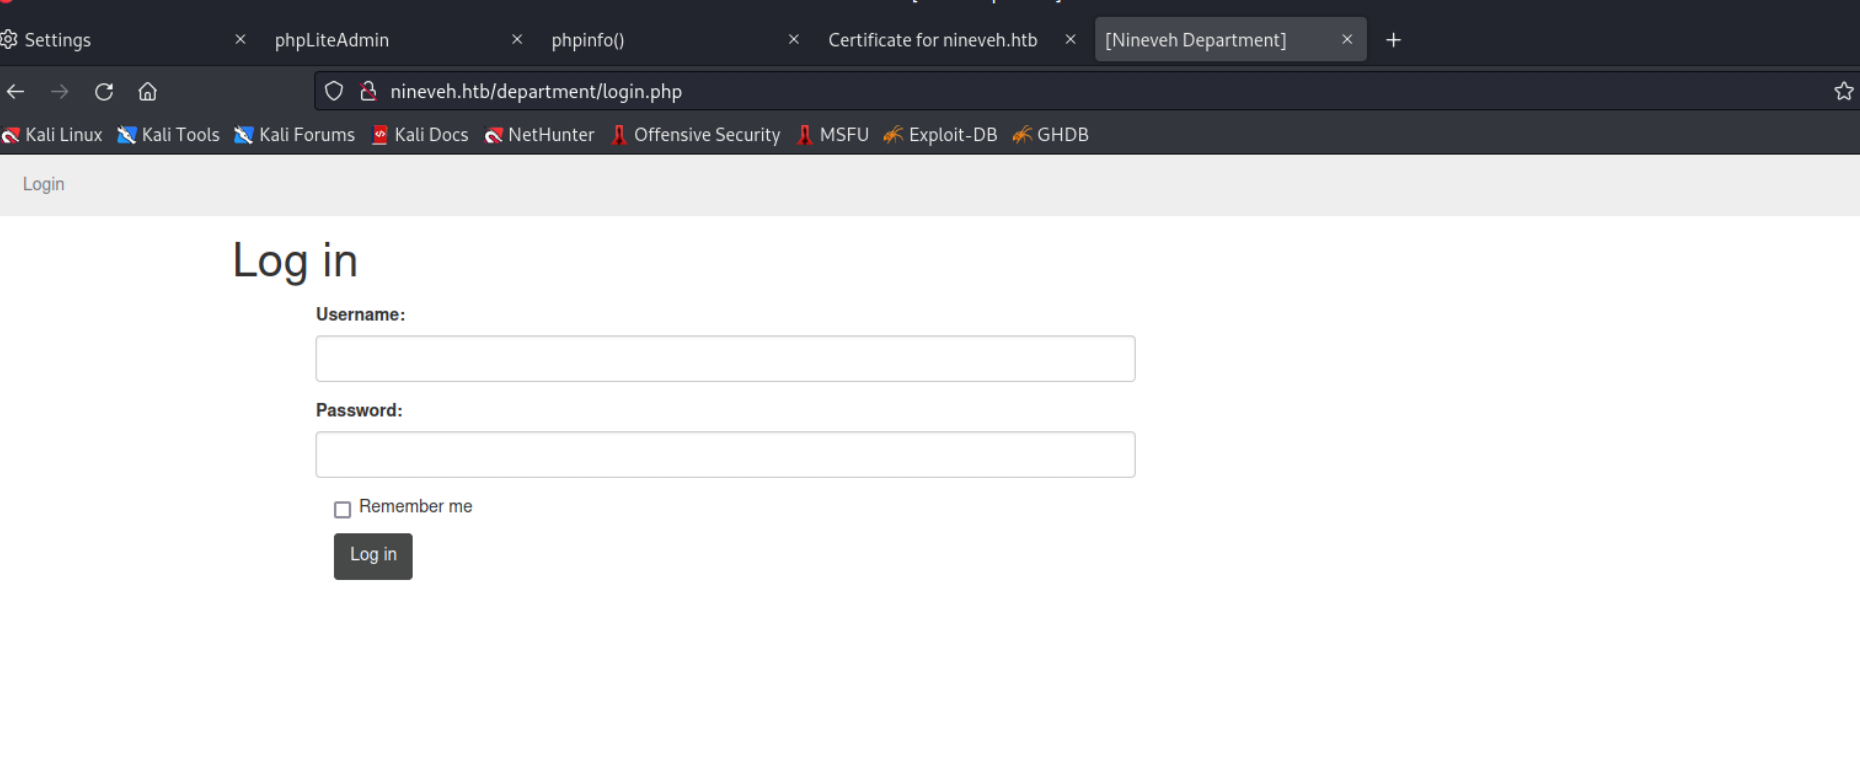 Settings
phpLiteAdmin
phpinfo()
Certificate for nineveh.htb
[Nineveh Department]
nineveh.htb/department/login.php
Kali Linux Kali Tools Kali Forums Kali Docs NetHunter Offensive Security MSFU Exploit-DB GHDB
Login
Log in
Username:
Password:
Remember me
Log in